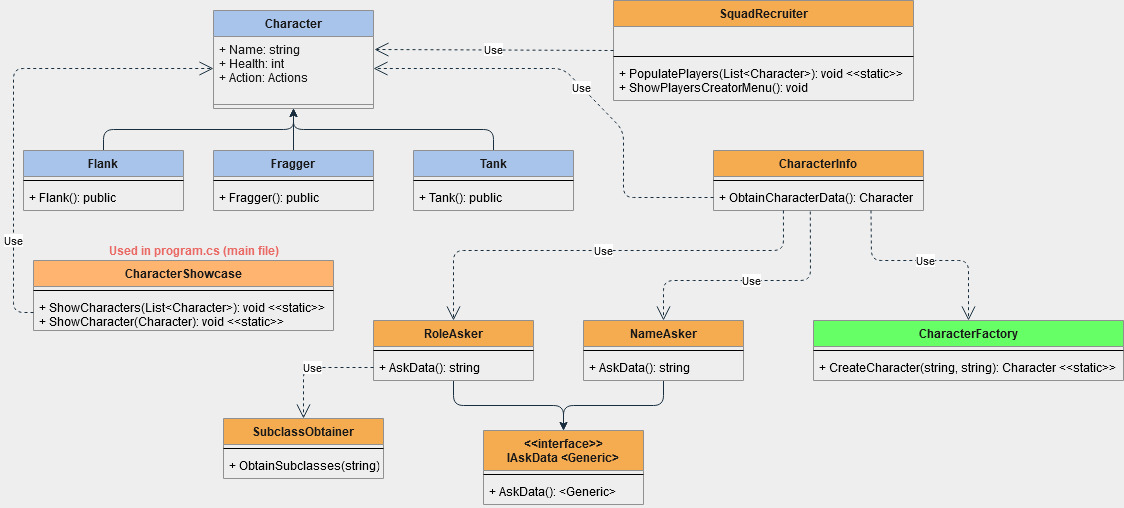 Character
+ Name: string
+ Health: int
+ Action: Actions
SquadRecruiter
+ PopulatePlayers(List<Character>): void <<static>>
+ ShowPlayersCreatorMenu(): void
Use
Use
Flank
+ Flank(): public
Fragger
+ Fragger(): public
Tank
+ Tank(): public
CharacterInfo
+ ObtainCharacterData(): Character
Use
Used in program.cs (main file)
CharacterShowcase
+ ShowCharacters(List<Character>): void <<static>>
+ ShowCharacter(Character): void <<static>>
Use
Use
Use
RoleAsker
+ AskData(): string
NameAsker
+ AskData(): string
CharacterFactory
+ CreateCharacter(string, string): Character <<static>>
Use
SubclassObtainer
+ ObtainSubclasses(string)
<<interface>>
IAskData <Generic>
+ AskData(): <Generic>